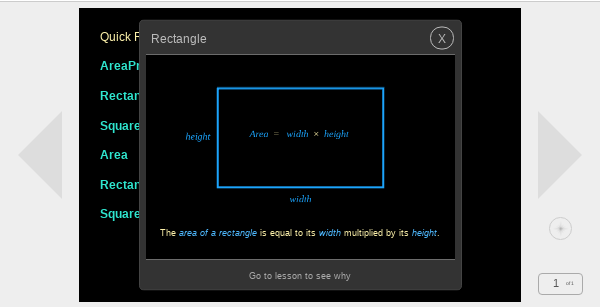 Quick
Rectangle
X
AreaPr
Rectan
Square
Area
Rectan
Square
height
Area = width × height
width
The area of a rectangle is equal to its width multiplied by its height.
Go to lesson to see why
1 of 1